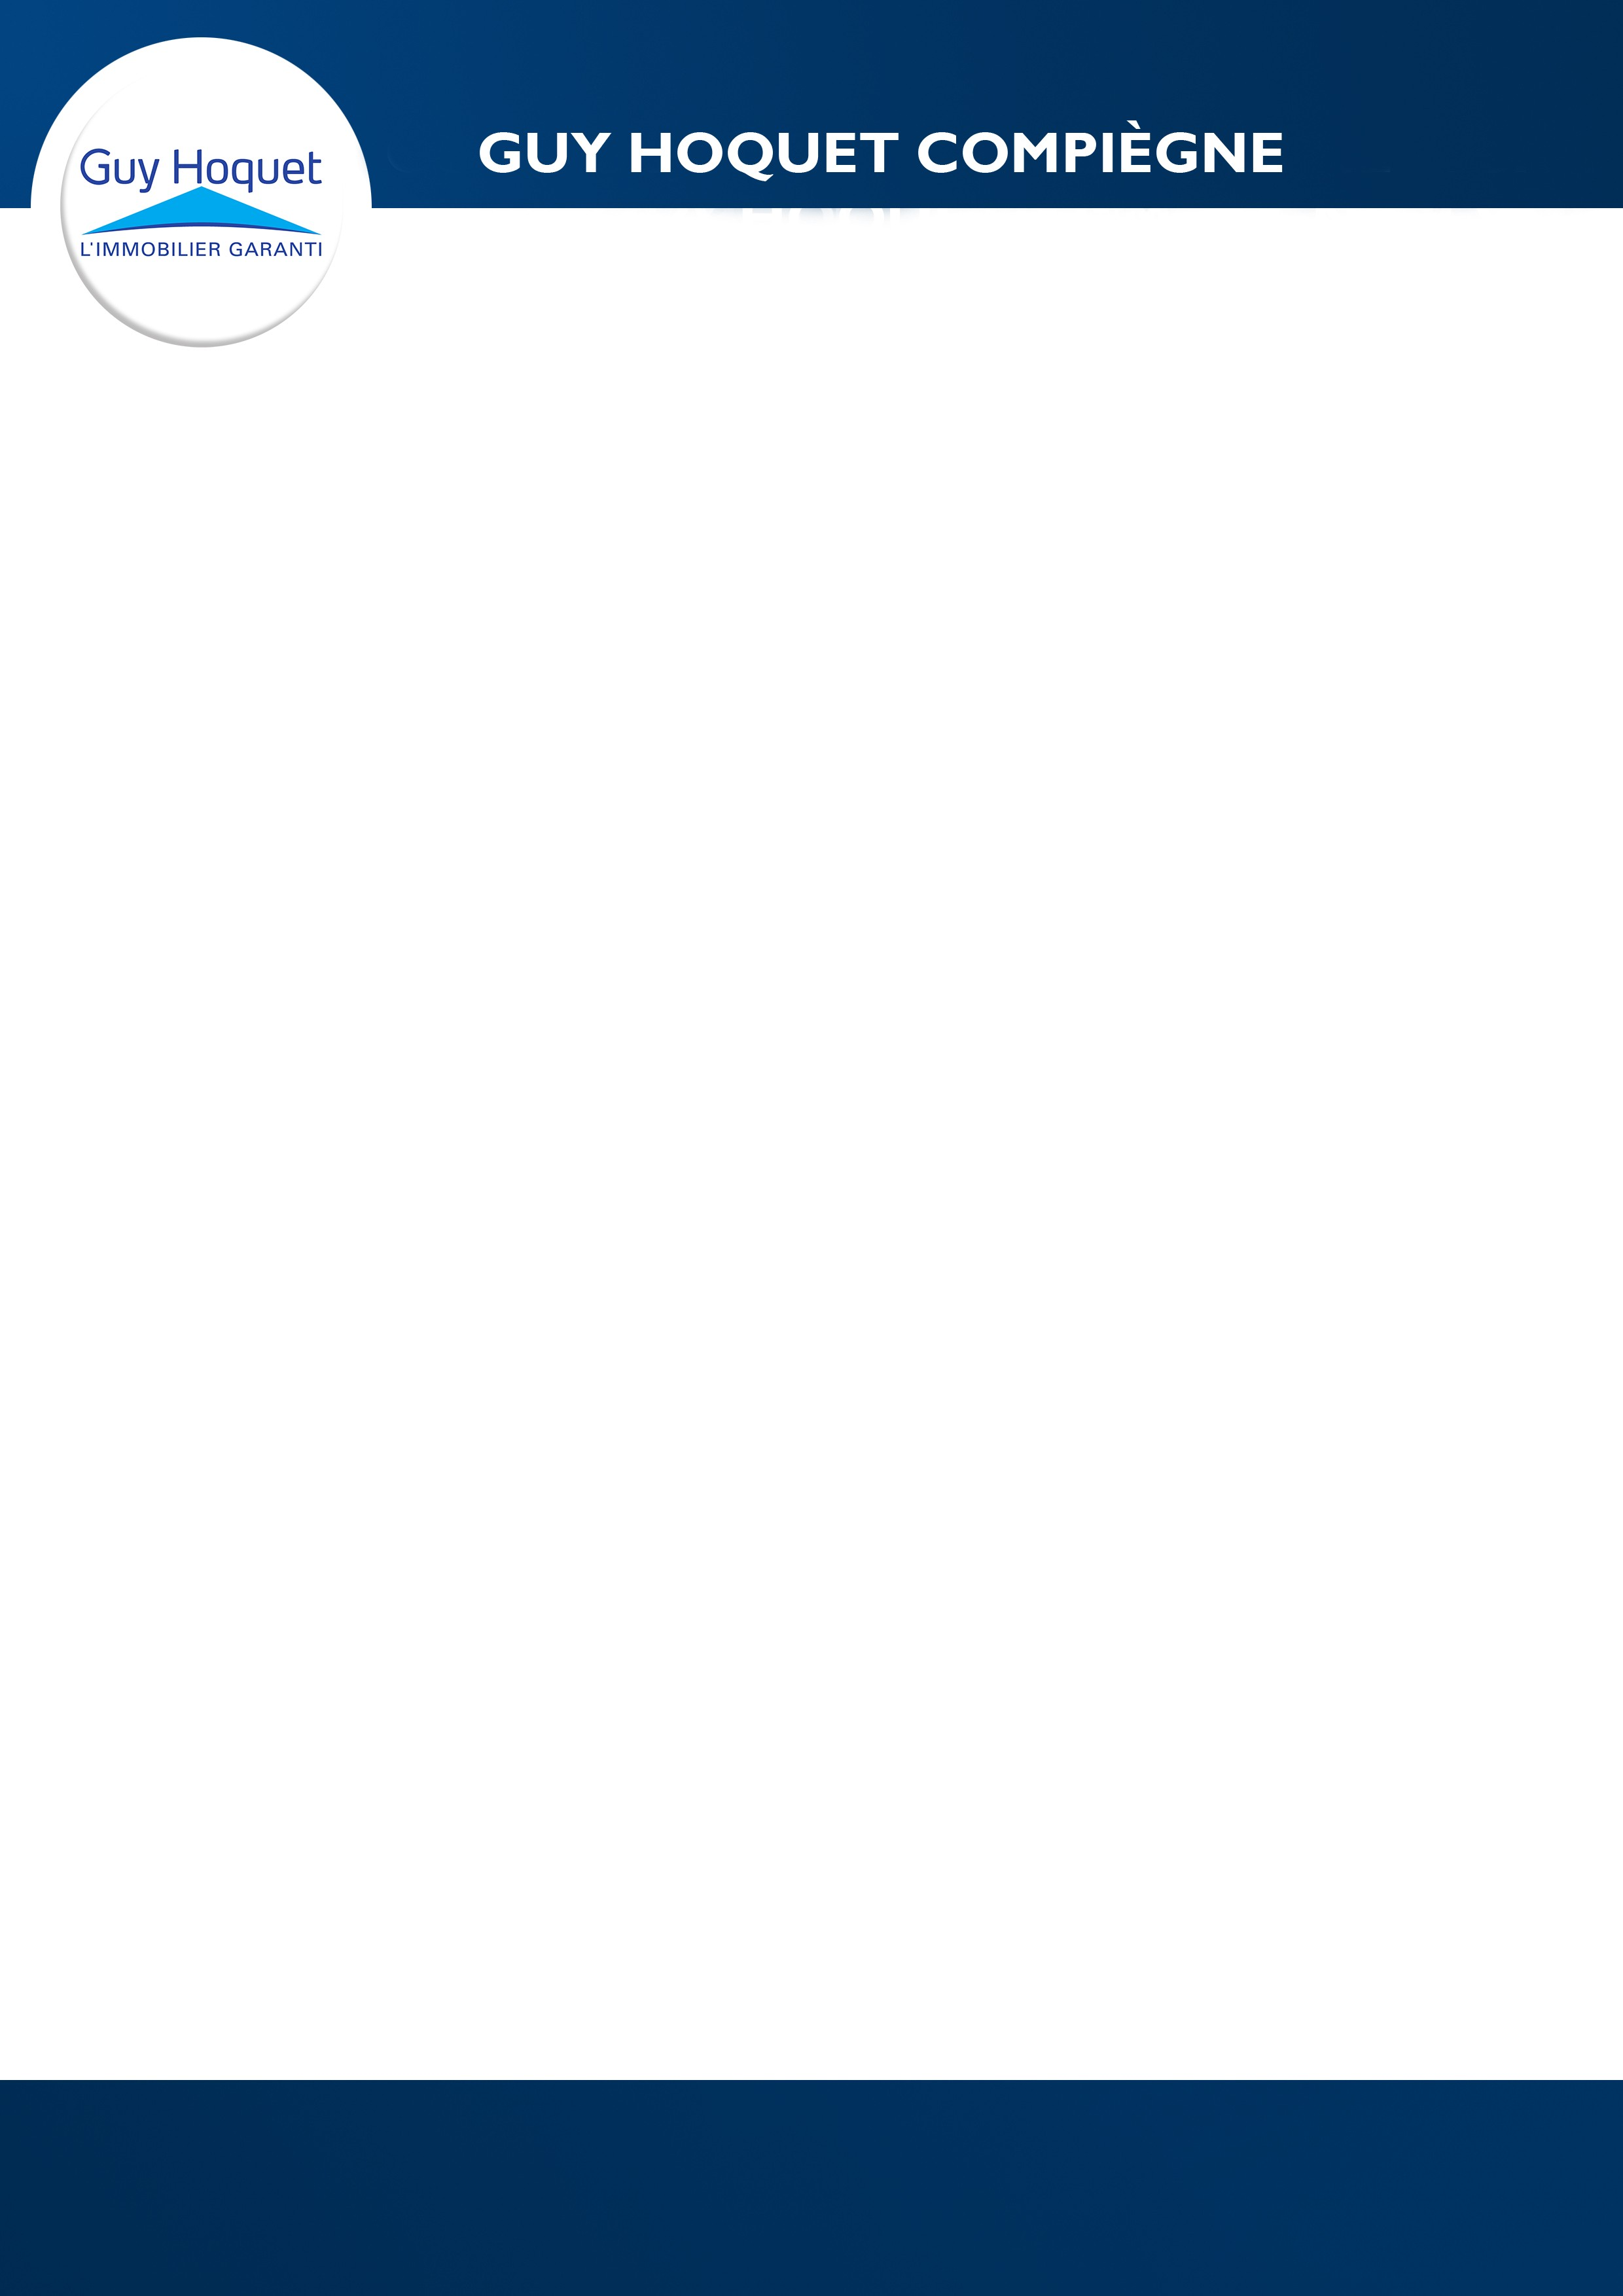 GUY HOQUET COMPIÈGNE
Guy Hoquet
L'IMMOBILIER GARANTI